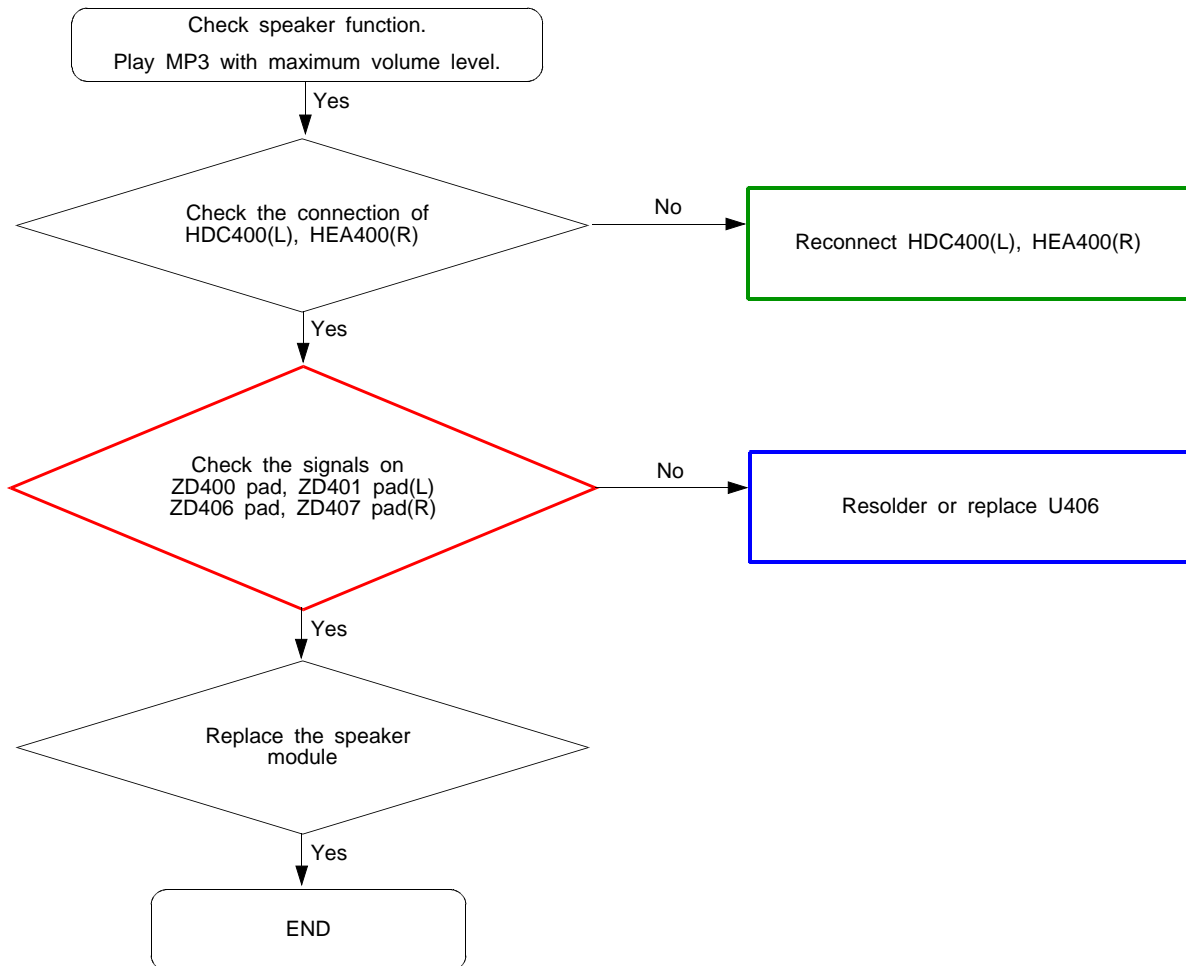 Check speaker function.
Play MP3 with maximum volume level.
Yes
Check the connection of
HDC400(L), HEA400(R)
No
Reconnect HDC400(L), HEA400(R)
Yes
Check the signals on
ZD400 pad, ZD401 pad(L)
ZD406 pad, ZD407 pad(R)
No
Resolder or replace U406
Yes
Replace the speaker
module
Yes
END